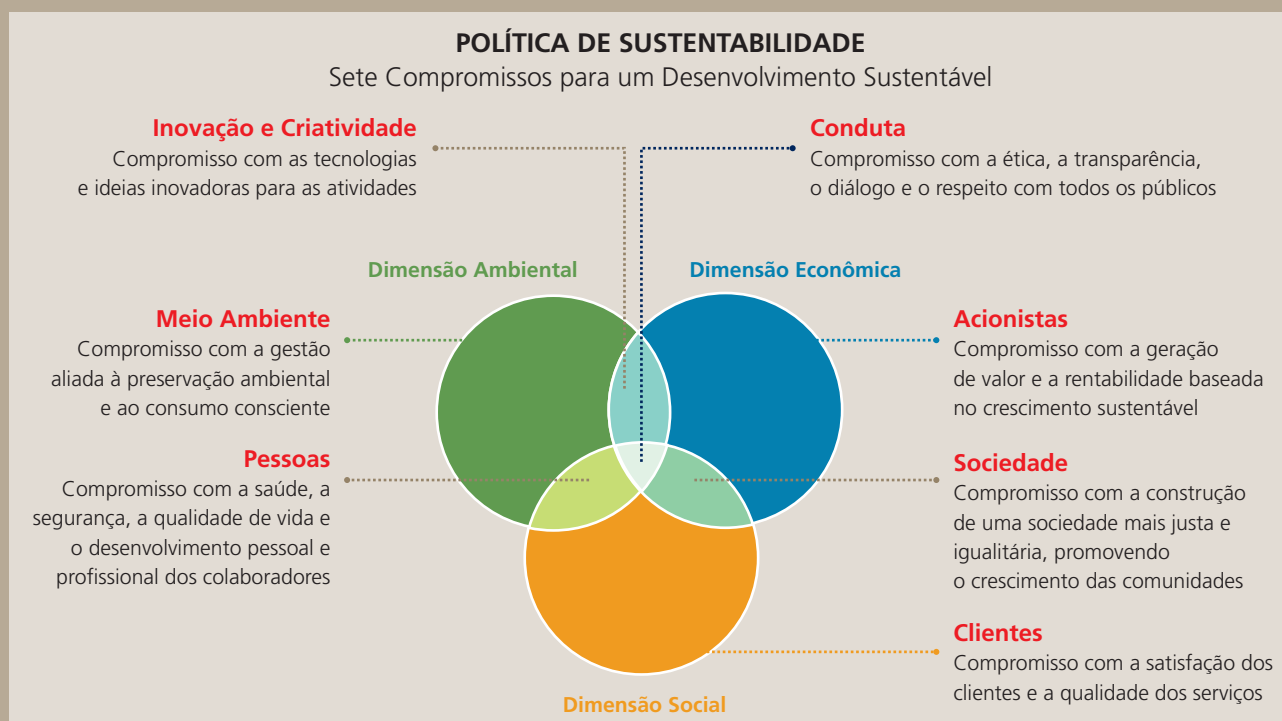 POLÍTICA DE SUSTENTABILIDADE
Sete Compromissos para um Desenvolvimento Sustentável
Inovação e Criatividade
Compromisso com as tecnologias
e ideias inovadoras para as atividades
Conduta
Compromisso com a ética, a transparência,
o diálogo e o respeito com todos os públicos
Dimensão Ambiental
Dimensão Econômica
Meio Ambiente
Compromisso com a gestão
aliada à preservação ambiental
e ao consumo consciente
Acionistas
Compromisso com a geração
de valor e a rentabilidade baseada
no crescimento sustentável
Pessoas
Compromisso com a saúde, a
segurança, a qualidade de vida e
o desenvolvimento pessoal e
profissional dos colaboradores
Sociedade
Compromisso com a construção
de uma sociedade mais justa e
igualitária, promovendo
o crescimento das comunidades
Clientes
Compromisso com a satisfação dos
clientes e a qualidade dos serviços
Dimensão Social